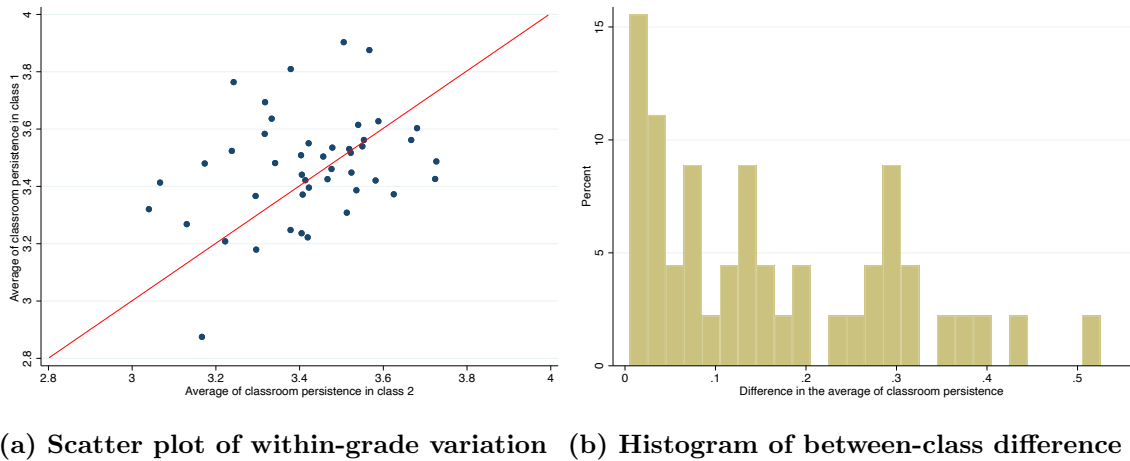 Average of classroom persistence in class 1
4
3.8
3.6
3.4
3.2
3
2.8
2.8 3 3.2 3.4 3.6 3.8 4
Average of classroom persistence in class 2
(a) Scatter plot of within-grade variation
Percent
15
10
5
0
0 .1 .2 .3 .4 .5
Difference in the average of classroom persistence
(b) Histogram of between-class difference